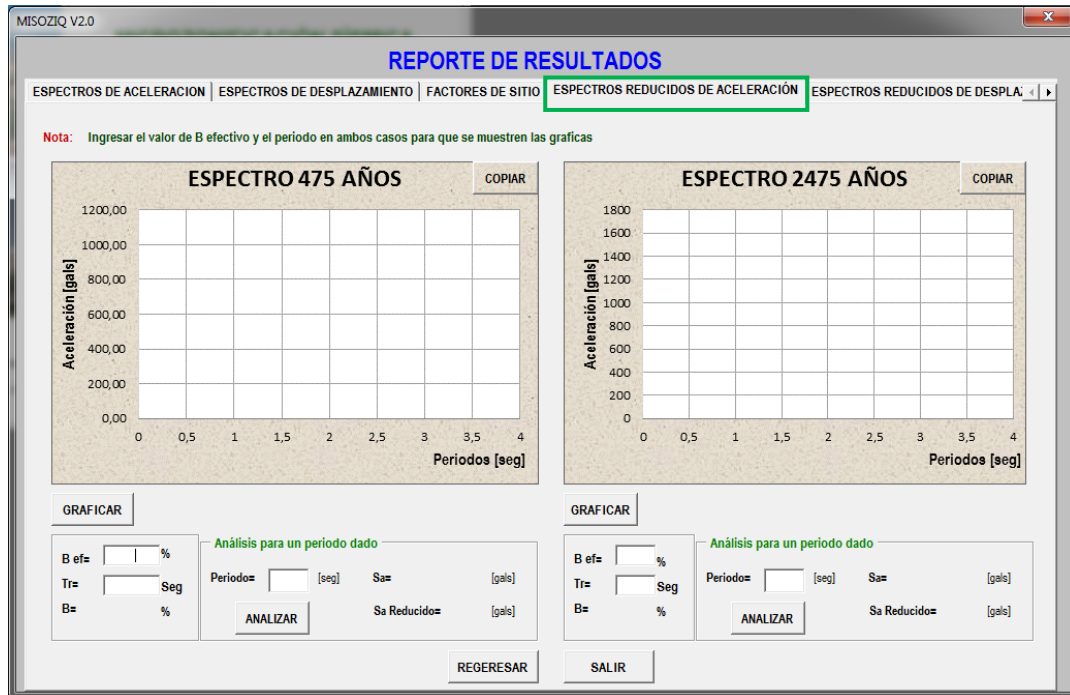 MISOZIQ V2.0
REPORTE DE RESULTADOS
ESPECTROS DE ACELERACION
ESPECTROS DE DESPLAZAMIENTO
FACTORES DE SITIO
ESPECTROS REDUCIDOS DE ACELERACIÓN
ESPECTROS REDUCIDOS DE DESPLA
Nota: Ingresar el valor de B efectivo y el periodo en ambos casos para que se muestren las graficas
ESPECTRO 475 AÑOS
COPIAR
Aceleración [gals]
1200,00
1000,00
800,00
600,00
400,00
200,00
0,00
0 0,5 1 1,5 2 2,5 3 3,5 4
Periodos [seg]
GRAFICAR
B ef= %
Tr= Seg
B= %
Análisis para un periodo dado
Periodo= [seg] Sa= [gals]
ANALIZAR Sa Reducido= [gals]
ESPECTRO 2475 AÑOS
COPIAR
Aceleración [gals]
1800
1600
1400
1200
1000
800
600
400
200
0
0 0,5 1 1,5 2 2,5 3 3,5 4
Periodos [seg]
GRAFICAR
B ef= %
Tr= Seg
B= %
Análisis para un periodo dado
Periodo= [seg] Sa= [gals]
ANALIZAR Sa Reducido= [gals]
REGERESAR
SALIR